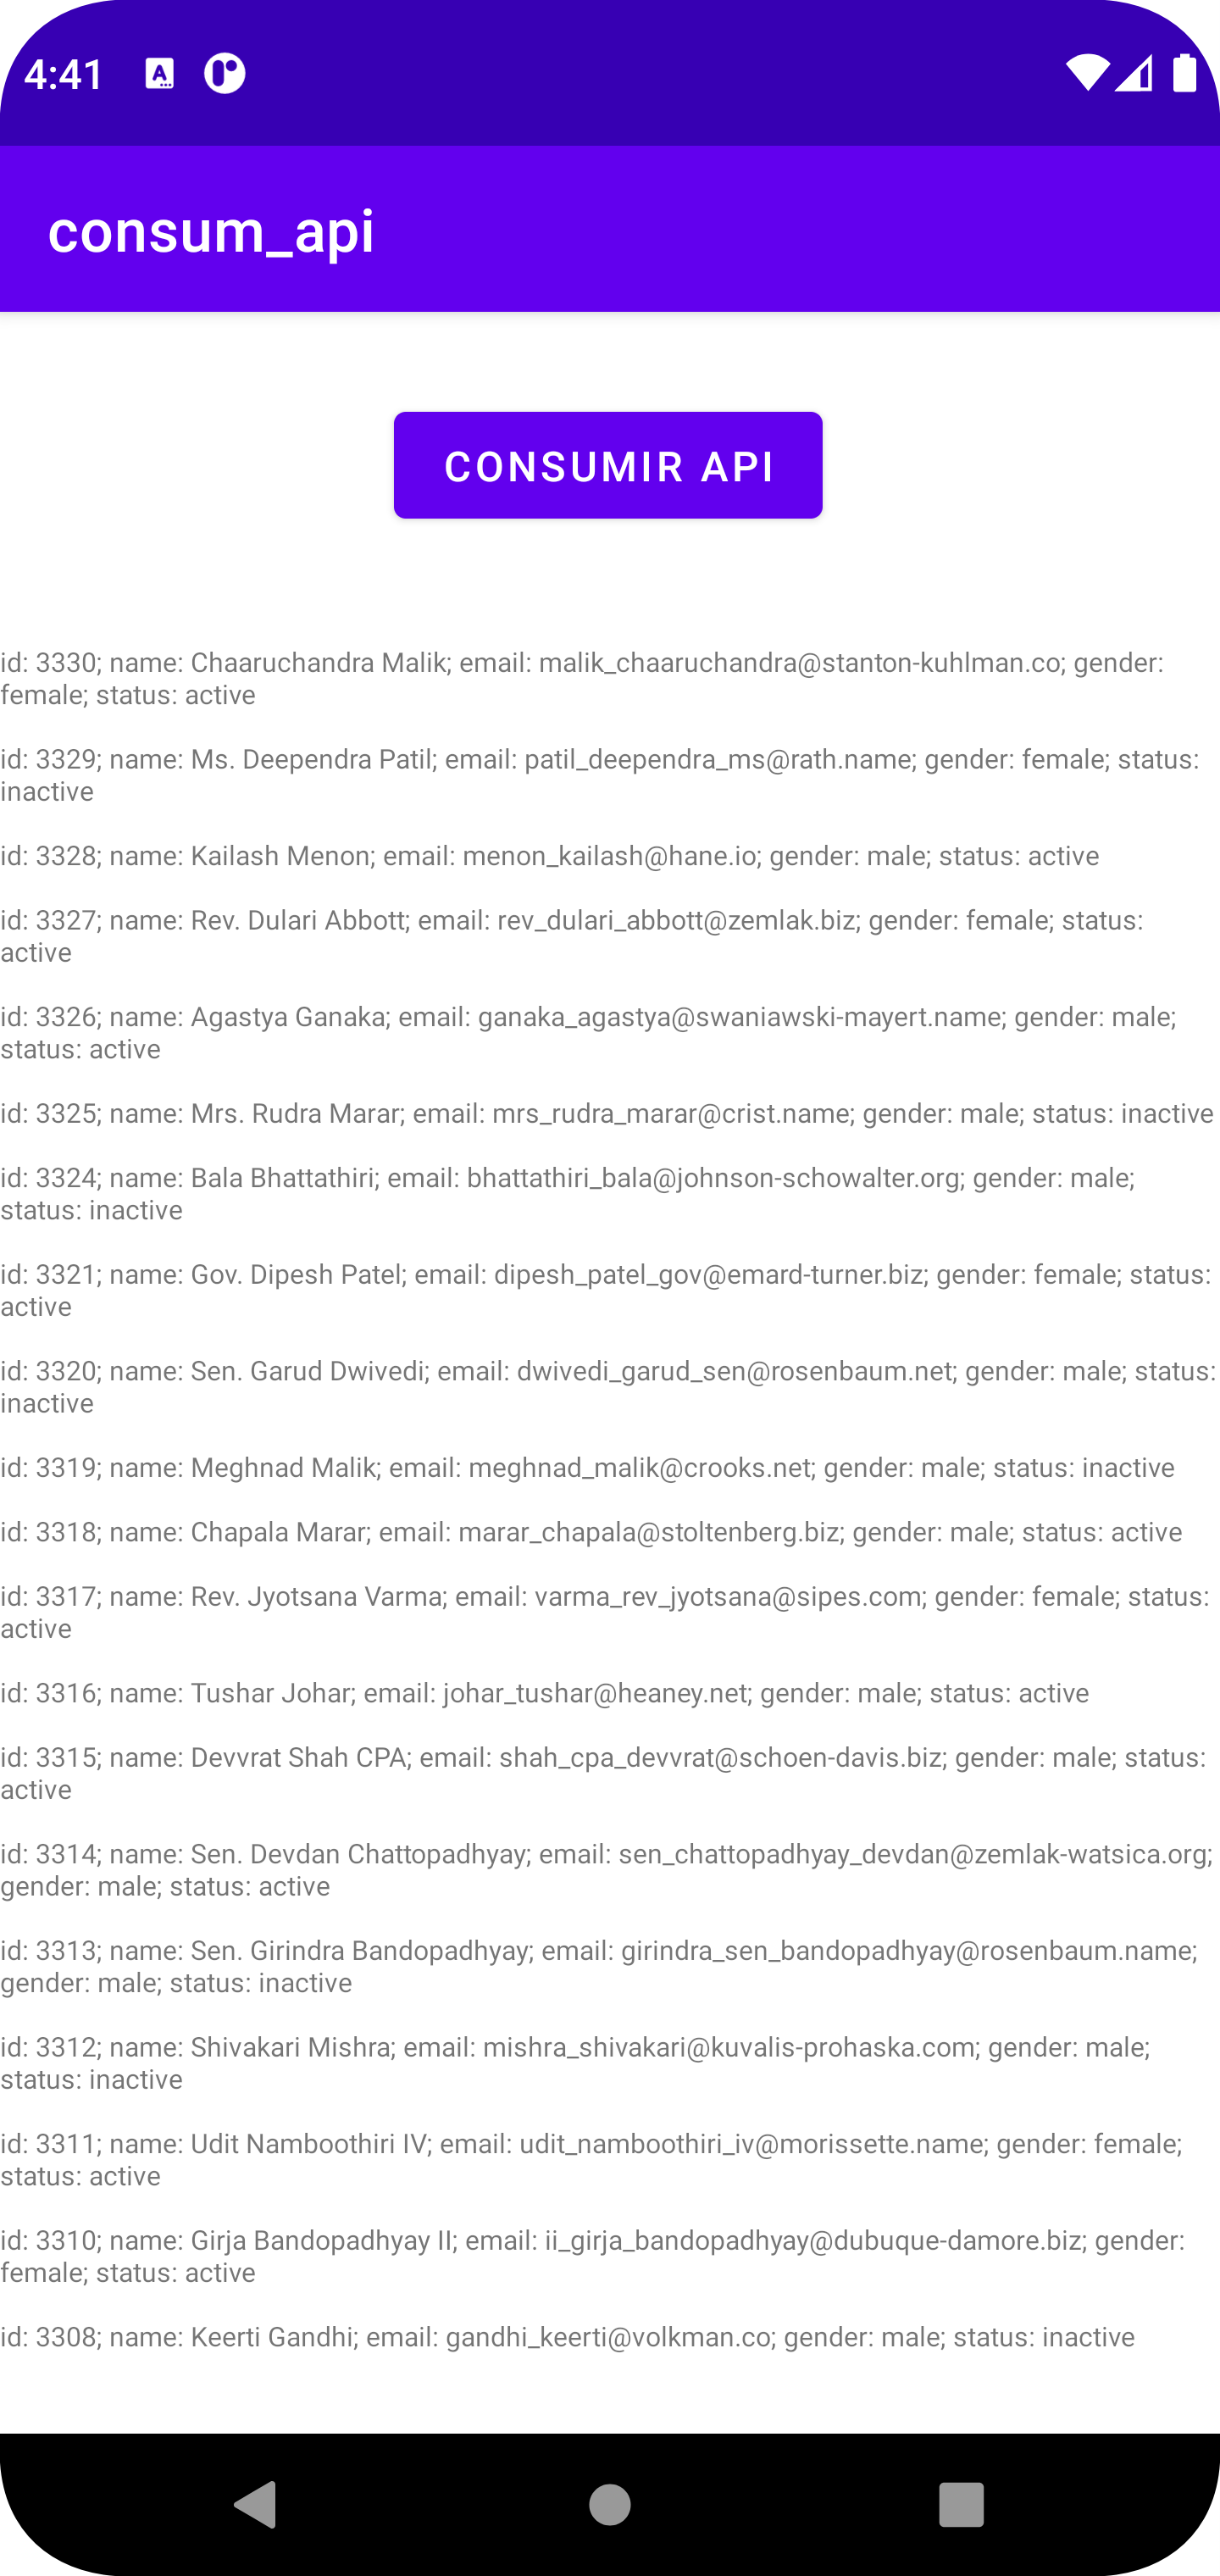 4:41
consum_api
CONSUMIR API
id: 3330; name: Chaaruchandra Malik; email: malik_chaaruchandra@stanton-kuhlman.co; gender:
female; status: active
id: 3329; name: Ms. Deependra Patil; email: patil_deependra_ms@rath.name; gender: female; status:
inactive
id: 3328; name: Kailash Menon; email: menon_kailash@hane.io; gender: male; status: active
id: 3327; name: Rev. Dulari Abbott; email: rev_dulari_abbott@zemlak.biz; gender: female; status:
active
id: 3326; name: Agastya Ganaka; email: ganaka_agastya@swaniawski-mayert.name; gender: male;
status: active
id: 3325; name: Mrs. Rudra Marar; email: mrs_rudra_marar@crist.name; gender: male; status: inactive
id: 3324; name: Bala Bhattathiri; email: bhattathiri_bala@johnson-schowalter.org; gender: male;
status: inactive
id: 3321; name: Gov. Dipesh Patel; email: dipesh_patel_gov@emard-turner.biz; gender: female; status:
active
id: 3320; name: Sen. Garud Dwivedi; email: dwivedi_garud_sen@rosenbaum.net; gender: male; status:
inactive
id: 3319; name: Meghnad Malik; email: meghnad_malik@crooks.net; gender: male; status: inactive
id: 3318; name: Chapala Marar; email: marar_chapala@stoltenberg.biz; gender: male; status: active
id: 3317; name: Rev. Jyotsana Varma; email: varma_rev_jyotsana@sipes.com; gender: female; status:
active
id: 3316; name: Tushar Johar; email: johar_tushar@heaney.net; gender: male; status: active
id: 3315; name: Devvrat Shah CPA; email: shah_cpa_devvrat@schoen-davis.biz; gender: male; status:
active
id: 3314; name: Sen. Devdan Chattopadhyay; email: sen_chattopadhyay_devdan@zemlak-watsica.org;
gender: male; status: active
id: 3313; name: Sen. Girindra Bandopadhyay; email: girindra_sen_bandopadhyay@rosenbaum.name;
gender: male; status: inactive
id: 3312; name: Shivakari Mishra; email: mishra_shivakari@kuvalis-prohaska.com; gender: male;
status: inactive
id: 3311; name: Udit Namboothiri IV; email: udit_namboothiri_iv@morissette.name; gender: female;
status: active
id: 3310; name: Girja Bandopadhyay II; email: ii_girja_bandopadhyay@dubuque-damore.biz; gender:
female; status: active
id: 3308; name: Keerti Gandhi; email: gandhi_keerti@volkman.co; gender: male; status: inactive